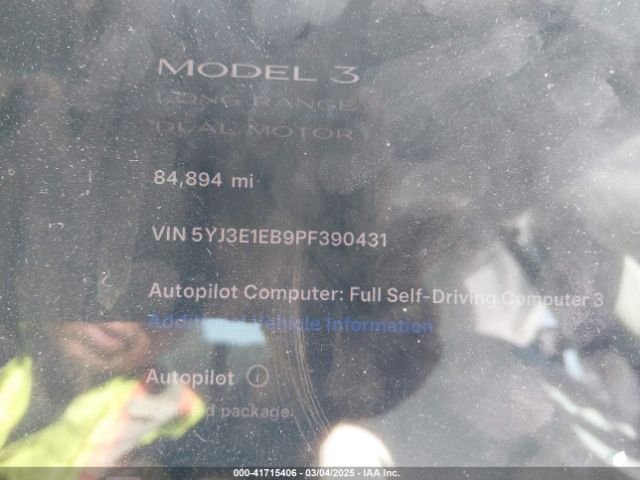 MODEL 3
LONG RANGE
DUAL MOTOR
84,894 mi
VIN 5YJ3E1EB9PF390431
Autopilot Computer: Full Self-Driving Computer 3
Additional Vehicle Information
Autopilot
package
000-41715406 - 03/04/2025 - IAA Inc.